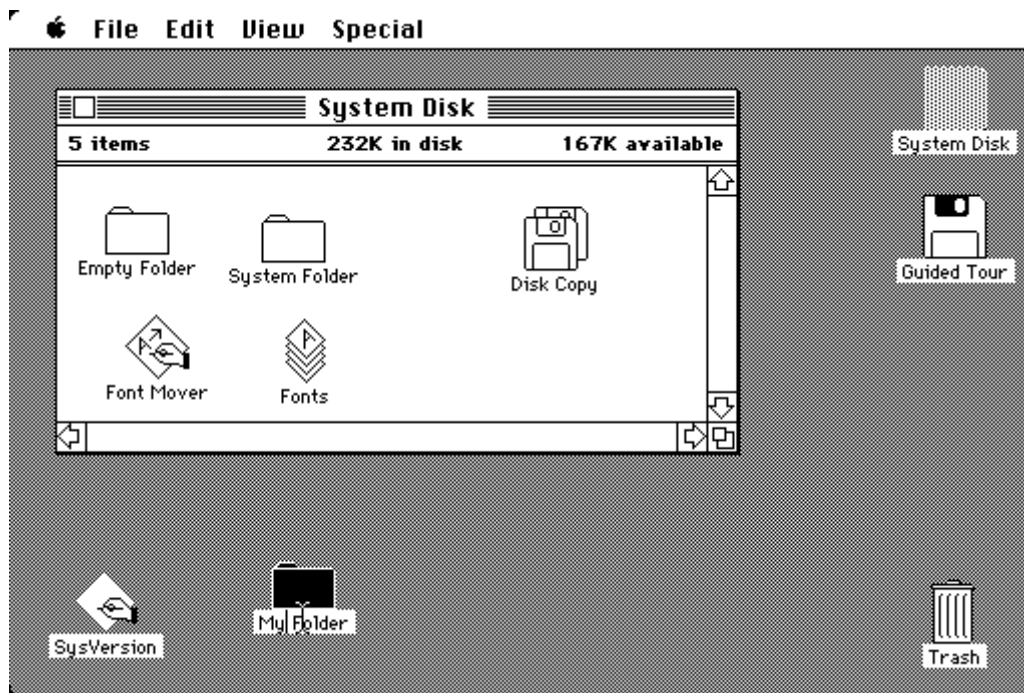 File Edit View Special
System Disk
5 items 232K in disk 167K available
Empty Folder
System Folder
Disk Copy
Font Mover
Fonts
System Disk
Guided Tour
SysVersion
My Folder
Trash